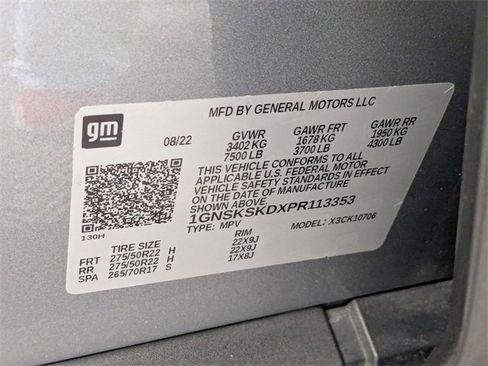 MFD BY GENERAL MOTORS LLC
gm
08/22 GVWR GAWR FRT GAWR RR
3402 KG 1678 KG 1950 KG
7500 LB 3700 LB 4300 LB
THIS VEHICLE CONFORMS TO ALL
APPLICABLE U.S. FEDERAL MOTOR
VEHICLE SAFETY STANDARDS IN EFFECT
ON THE DATE OF MANUFACTURE SHOWN
ABOVE.
1GNSKSKDXPR113353
TYPE: MPV MODEL: X3CK10706
130H
TIRE SIZE RIM
FRT 275/50R22 H 22X9J
RR 275/50R22 H 22X9J
SPA 265/70R17 S 17X8J